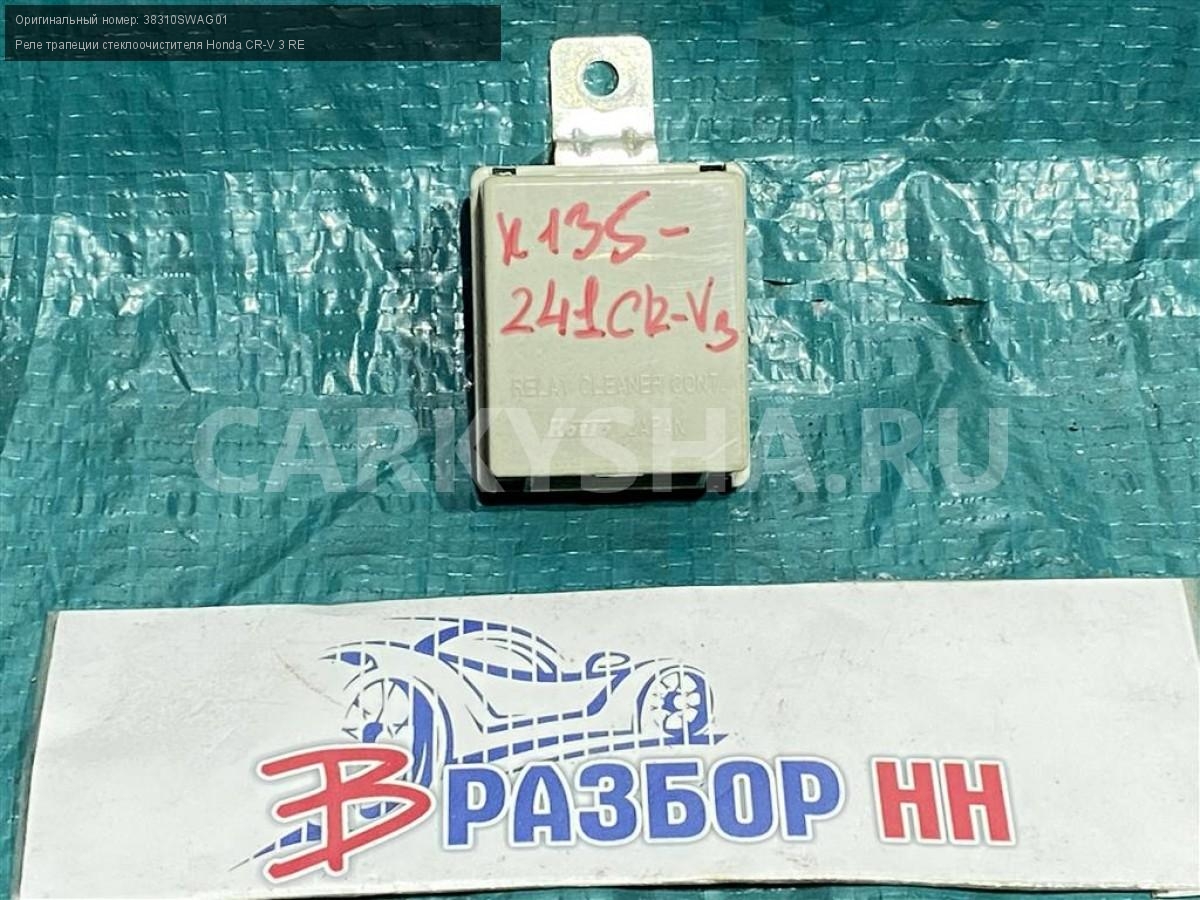 Оригинальный номер: 38310SWAG01
Реле трапеции стеклоочистителя Honda CR-V 3 RE
К135-
241CR-V3
RELAY CLEANER CONT.
JAPAN
CARKYSHA.RU
В РАЗБОР НН